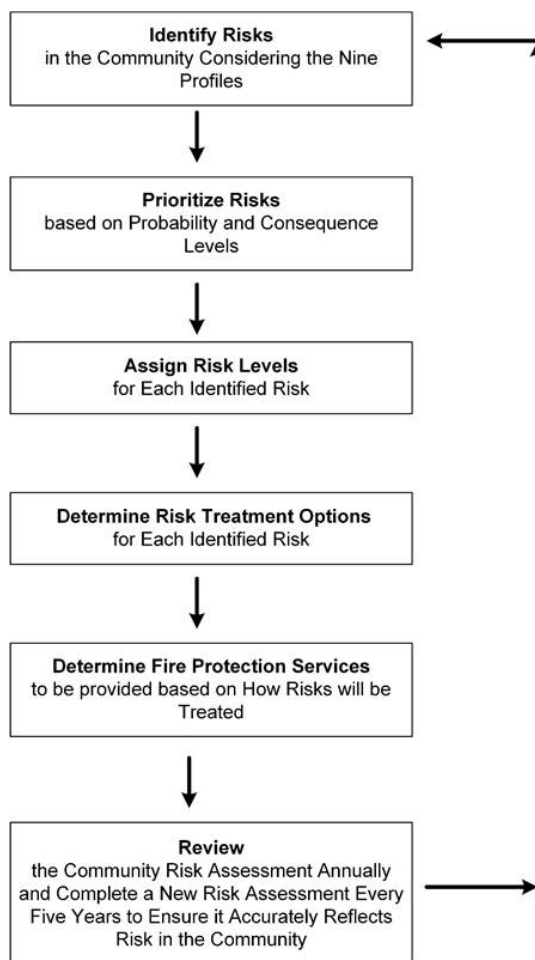 Identify Risks
in the Community Considering the Nine
Profiles
Prioritize Risks
based on Probability and Consequence
Levels
Assign Risk Levels
for Each Identified Risk
Determine Risk Treatment Options
for Each Identified Risk
Determine Fire Protection Services
to be provided based on How Risks will be
Treated
Review
the Community Risk Assessment Annually
and Complete a New Risk Assessment Every
Five Years to Ensure it Accurately Reflects
Risk in the Community